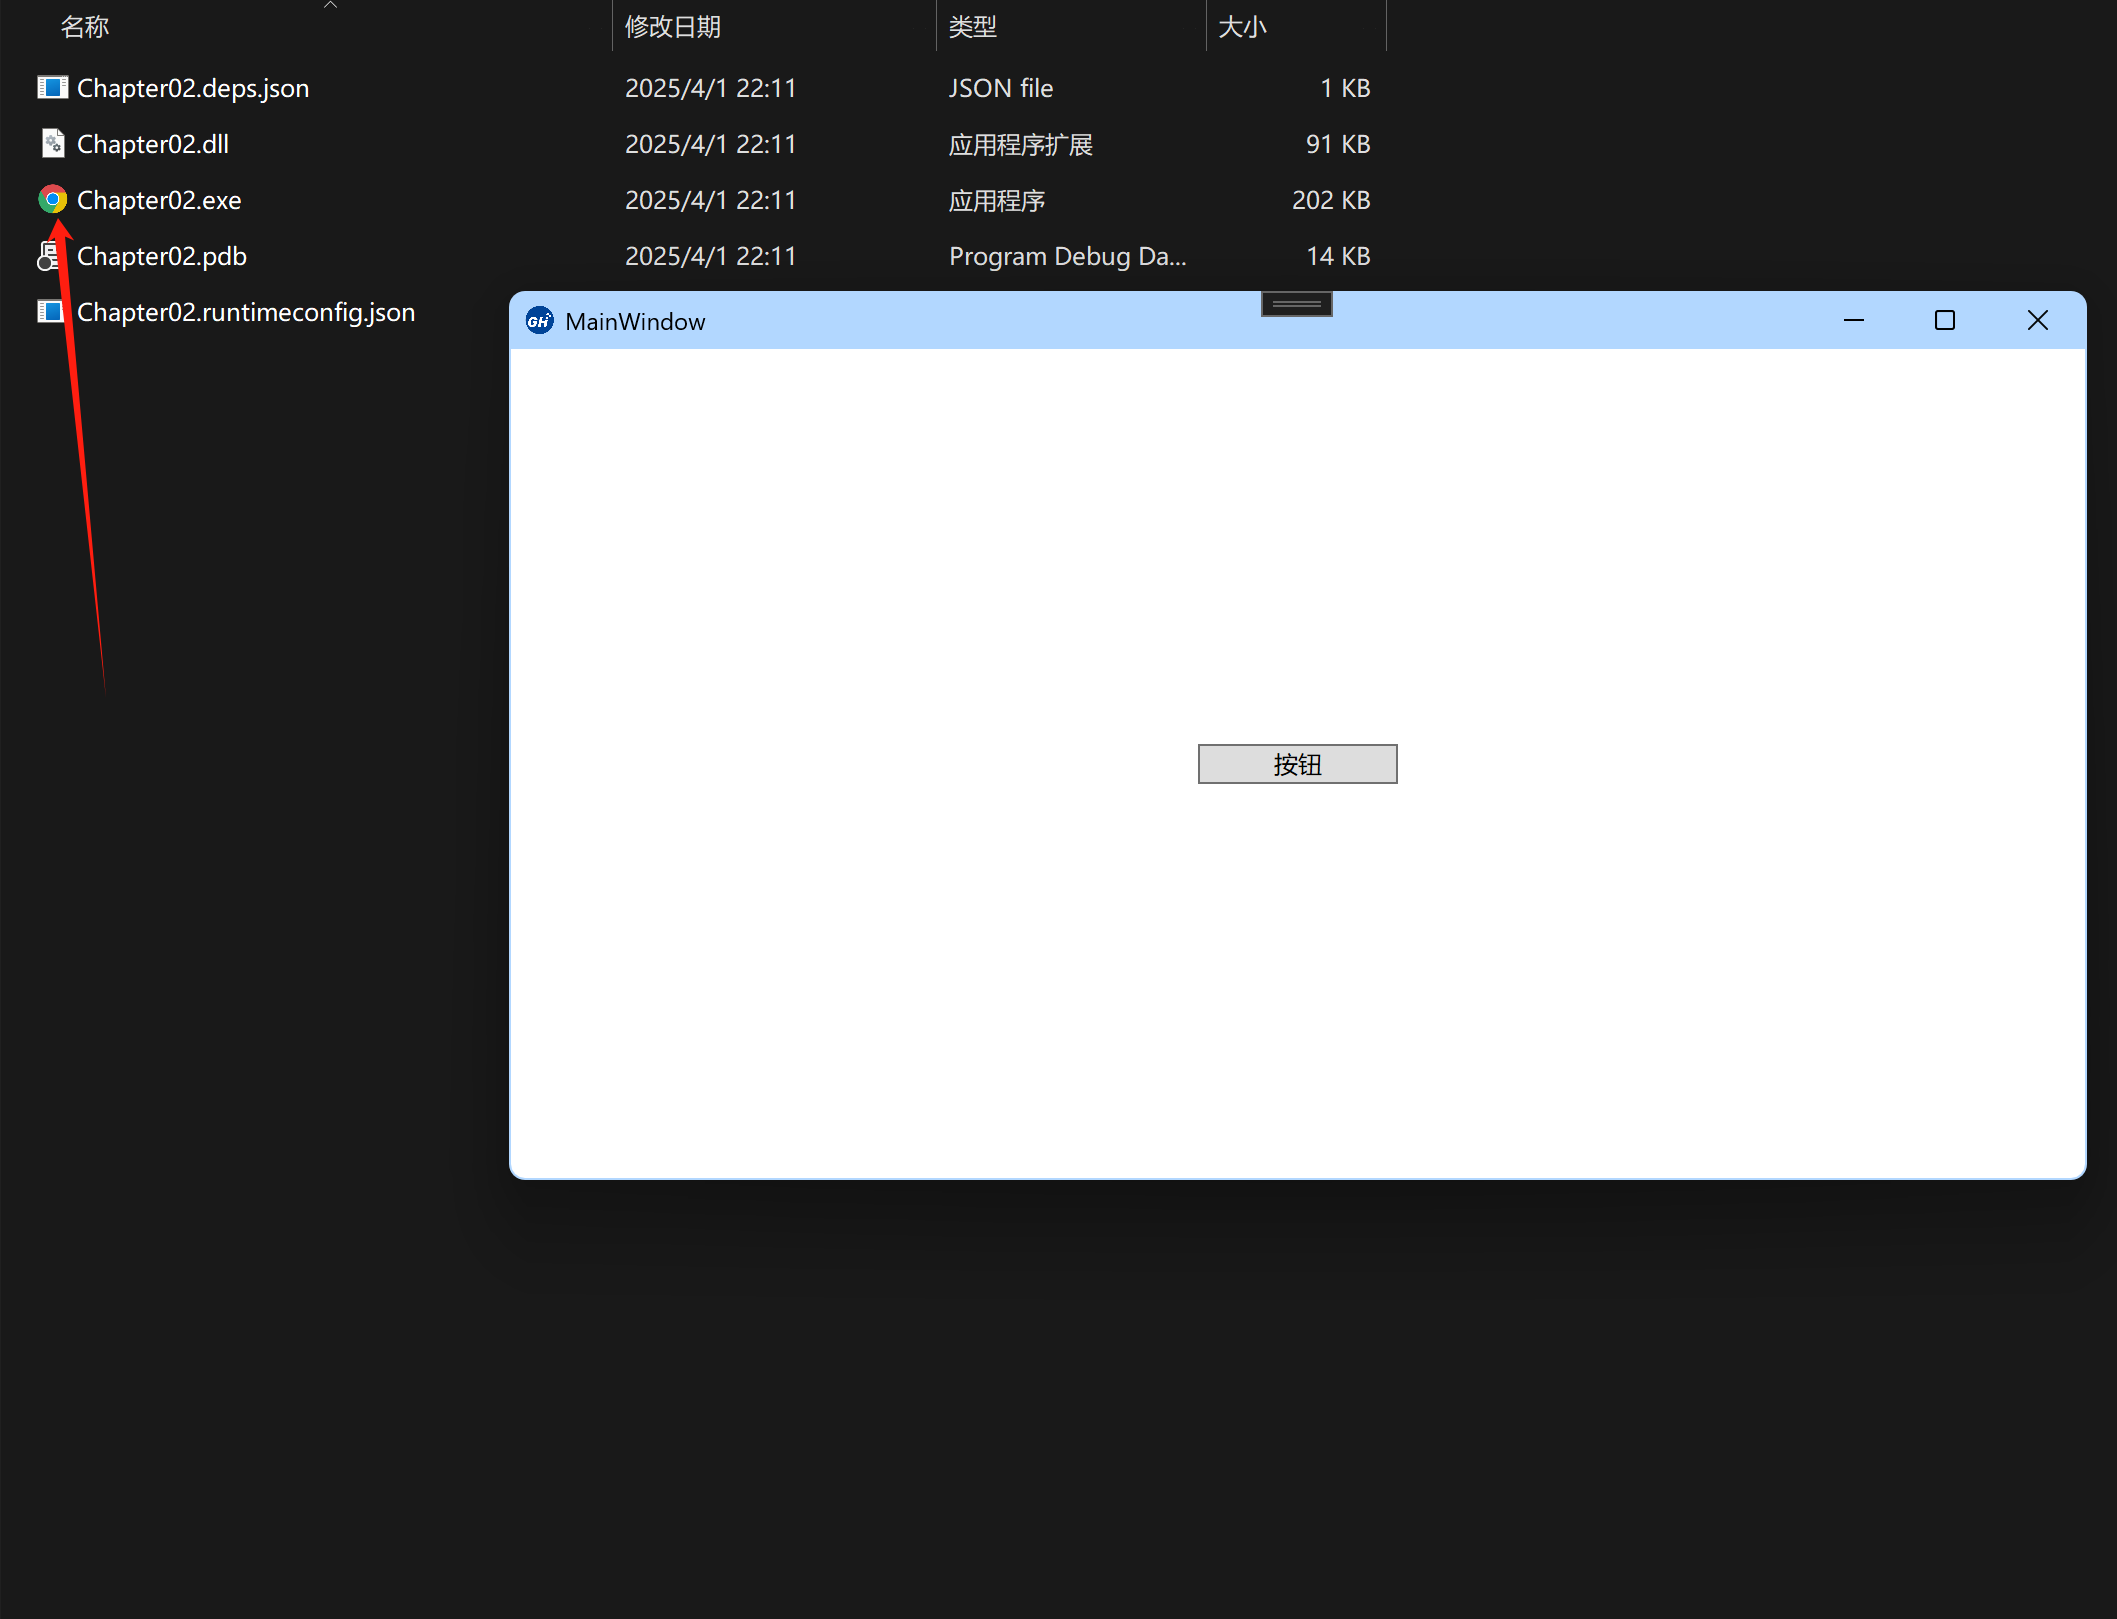 名称 修改日期 类型 大小
Chapter02.deps.json 2025/4/1 22:11 JSON file 1 KB
Chapter02.dll 2025/4/1 22:11 应用程序扩展 91 KB
Chapter02.exe 2025/4/1 22:11 应用程序 202 KB
Chapter02.pdb 2025/4/1 22:11 Program Debug Da... 14 KB
Chapter02.runtimeconfig.json
GH MainWindow
按钮